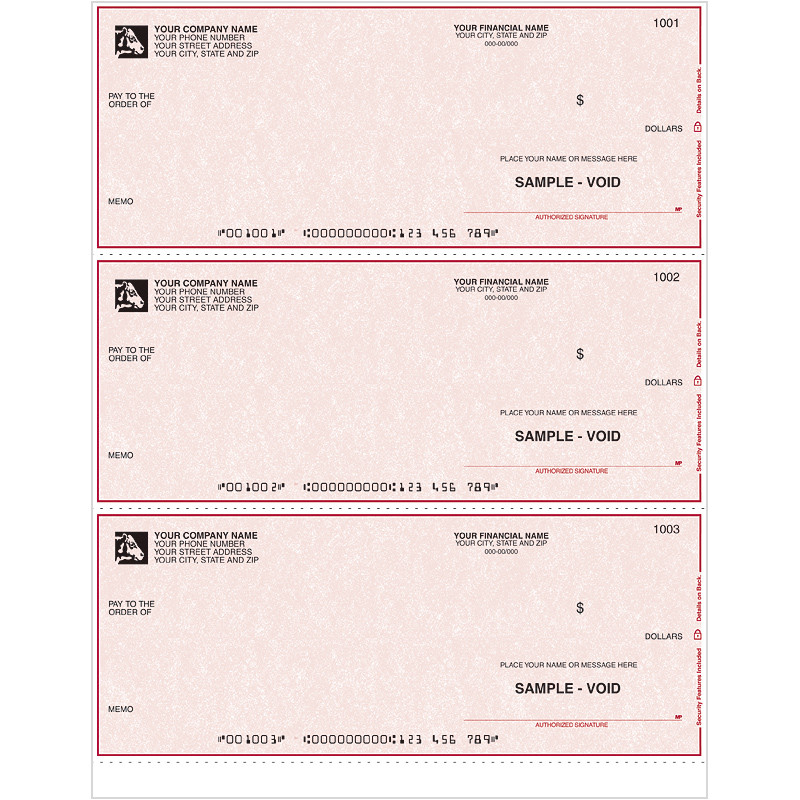 YOUR COMPANY NAME
YOUR PHONE NUMBER
YOUR STREET ADDRESS
YOUR CITY, STATE AND ZIP
YOUR FINANCIAL NAME
YOUR CITY, STATE AND ZIP
000-00/000
1001
PAY TO THE
ORDER OF
$
DOLLARS
PLACE YOUR NAME OR MESSAGE HERE
SAMPLE - VOID
MEMO
MP
AUTHORIZED SIGNATURE
Security Features Included Details on Back.
⑈001001⑈ ⑆000000000⑆123 456 789⑈
YOUR COMPANY NAME
YOUR PHONE NUMBER
YOUR STREET ADDRESS
YOUR CITY, STATE AND ZIP
YOUR FINANCIAL NAME
YOUR CITY, STATE AND ZIP
000-00/000
1002
PAY TO THE
ORDER OF
$
DOLLARS
PLACE YOUR NAME OR MESSAGE HERE
SAMPLE - VOID
MEMO
MP
AUTHORIZED SIGNATURE
Security Features Included Details on Back.
⑈001002⑈ ⑆000000000⑆123 456 789⑈
YOUR COMPANY NAME
YOUR PHONE NUMBER
YOUR STREET ADDRESS
YOUR CITY, STATE AND ZIP
YOUR FINANCIAL NAME
YOUR CITY, STATE AND ZIP
000-00/000
1003
PAY TO THE
ORDER OF
$
DOLLARS
PLACE YOUR NAME OR MESSAGE HERE
SAMPLE - VOID
MEMO
MP
AUTHORIZED SIGNATURE
Security Features Included Details on Back.
⑈001003⑈ ⑆000000000⑆123 456 789⑈